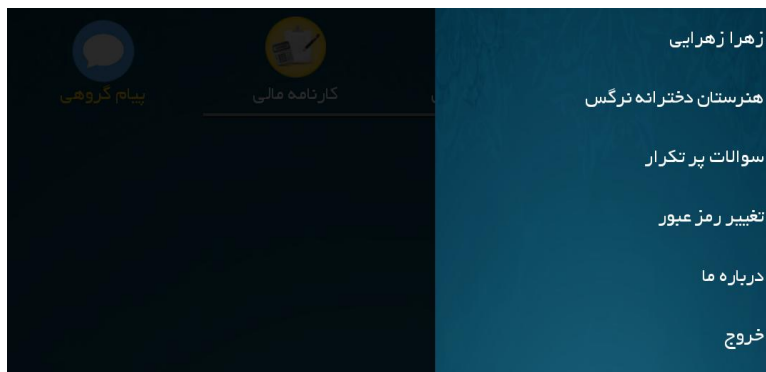 زهرا زهرایی
هنرستان دخترانه نرگس
سوالات پر تکرار
تغییر رمز عبور
درباره ما
خروج
کارنامه مالی
پیام گروهی